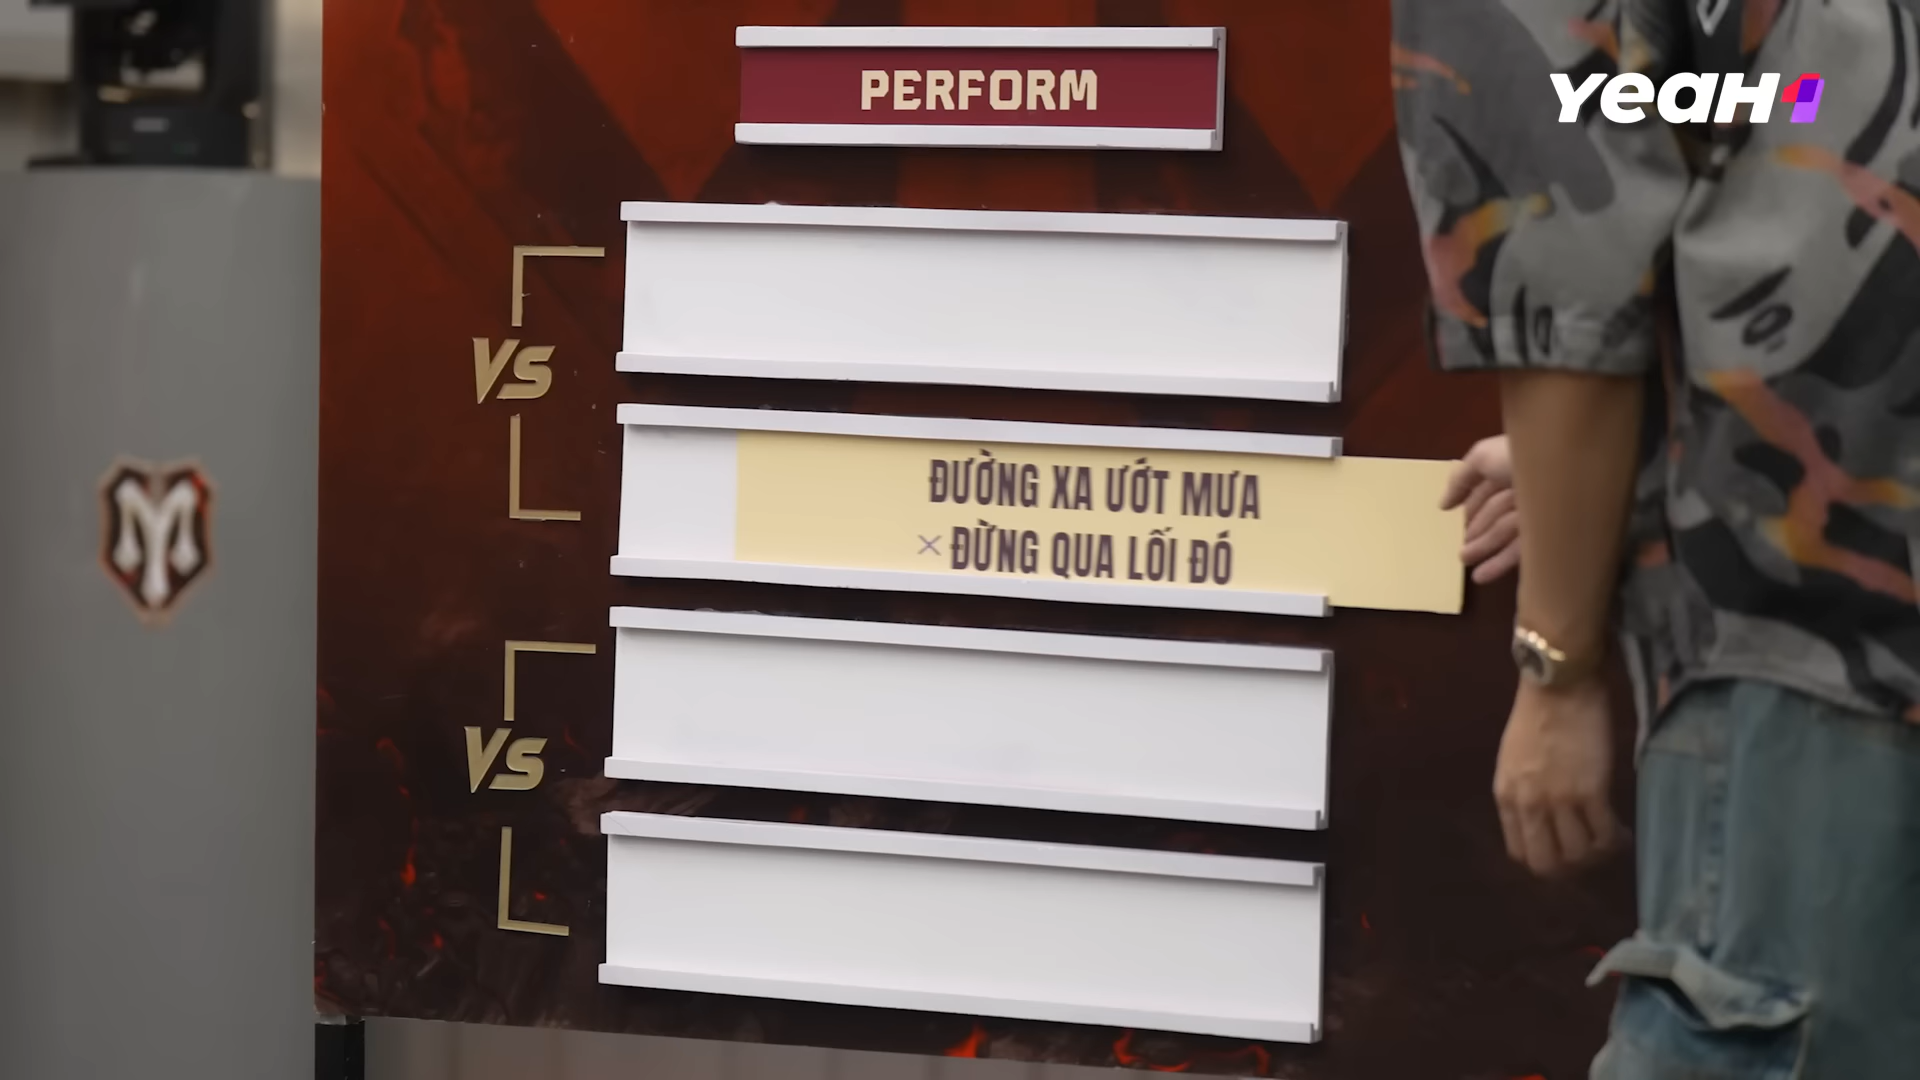 YEAH1
PERFORM
VS
ĐƯỜNG XA ƯỚT MƯA
× ĐỪNG QUA LỐI ĐÓ
VS
M